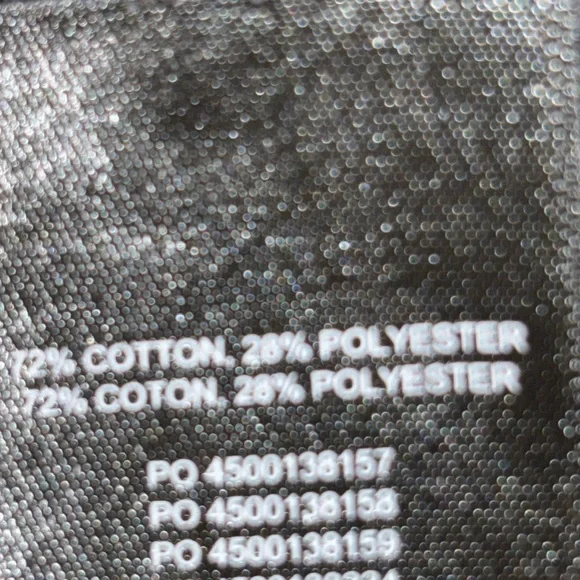 72% COTTON, 28% POLYESTER
72% COTON, 28% POLYESTER
PO 4500138157
PO 4500138158
PO 4500138159